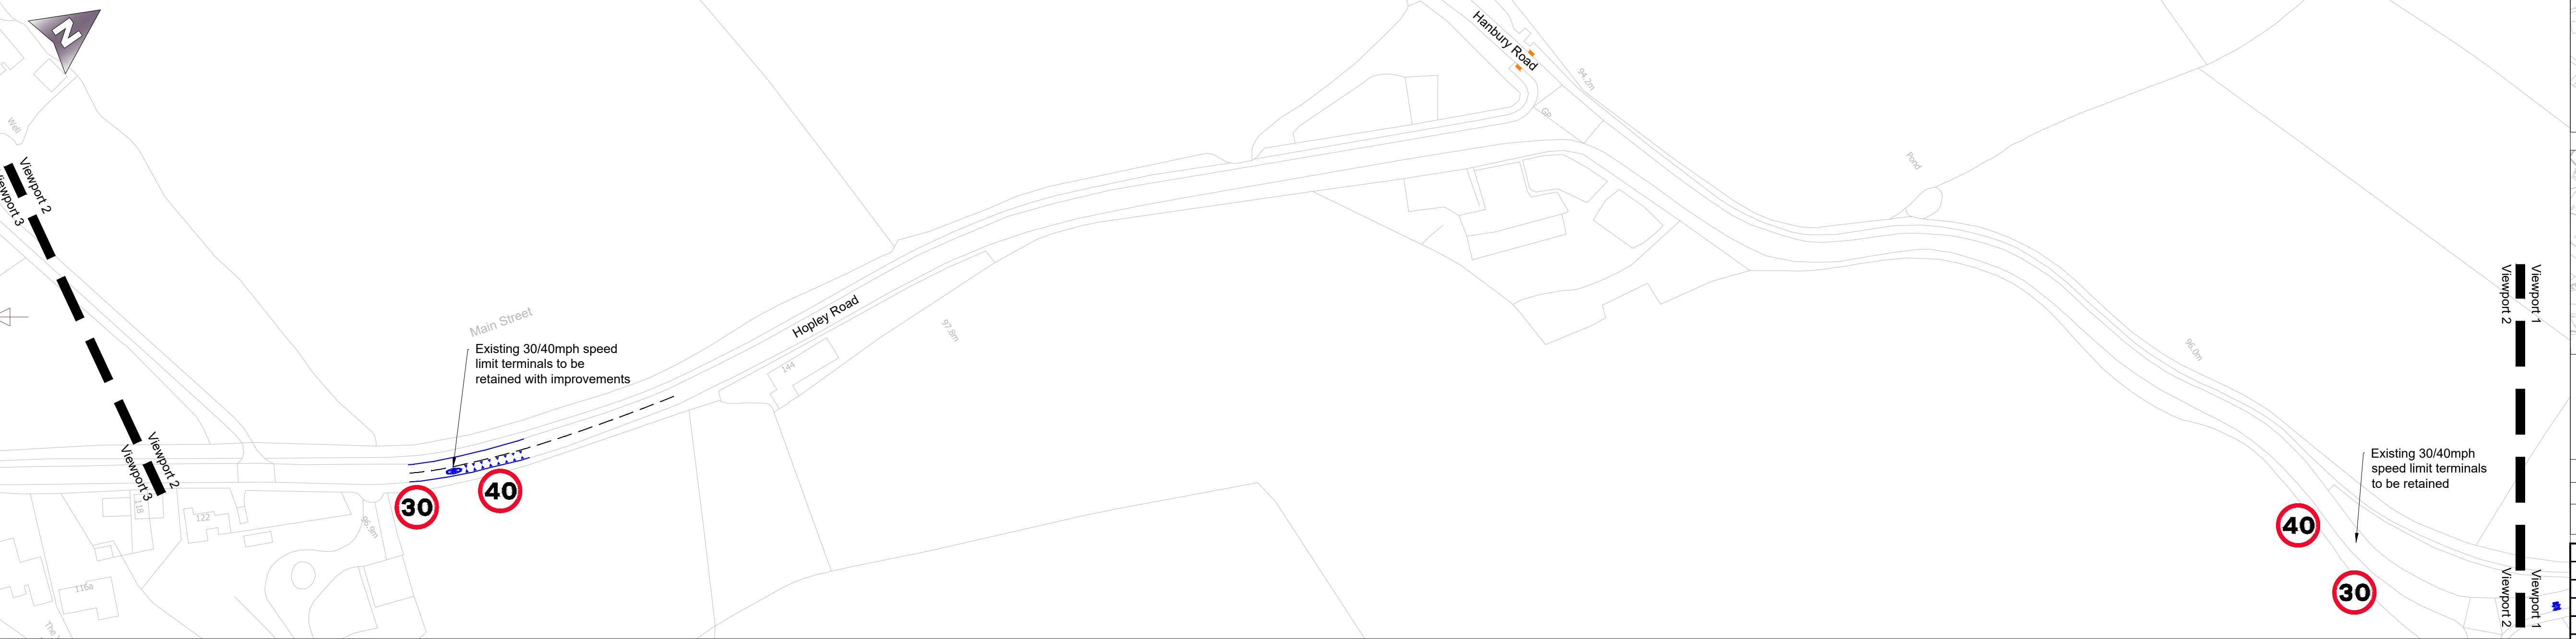 N
Well
Viewport 2
Viewport 3
Main Street
Existing 30/40mph speed
limit terminals to be
retained with improvements
Hopley Road
Hanbury Road
94.2m
GP
Pond
97.8m
144
96.0m
Viewport 1
Viewport 2
Existing 30/40mph
speed limit terminals
to be retained
Viewport 2
Viewport 3
30
40
40
30
118
122
96.9m
116a
Viewport 1
Viewport 2